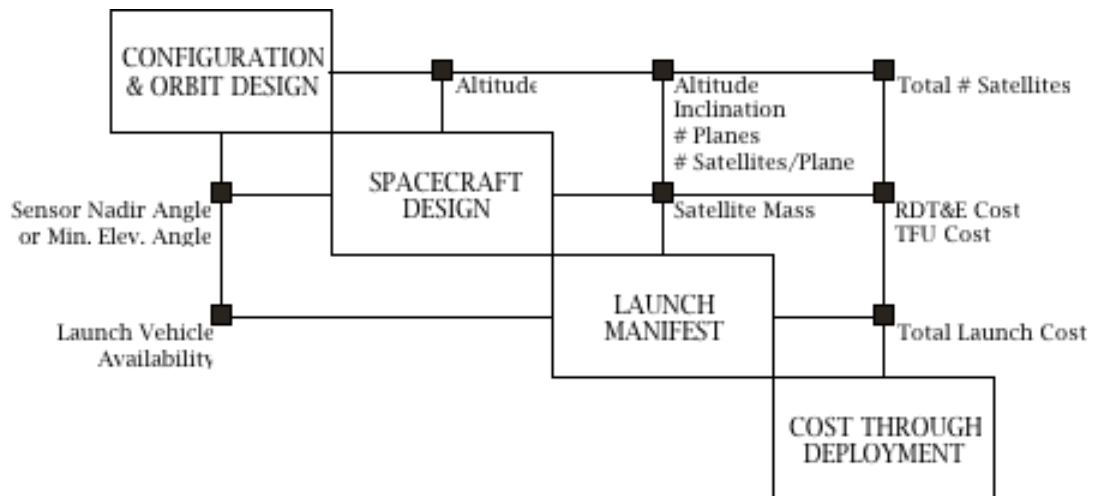 CONFIGURATION
& ORBIT DESIGN
Altitude
Altitude
Inclination
# Planes
# Satellites/Plane
Total # Satellites
Sensor Nadir Angle
or Min. Elev. Angle
SPACECRAFT
DESIGN
Satellite Mass
RDT&E Cost
TFU Cost
Launch Vehicle
Availability
LAUNCH
MANIFEST
Total Launch Cost
COST THROUGH
DEPLOYMENT